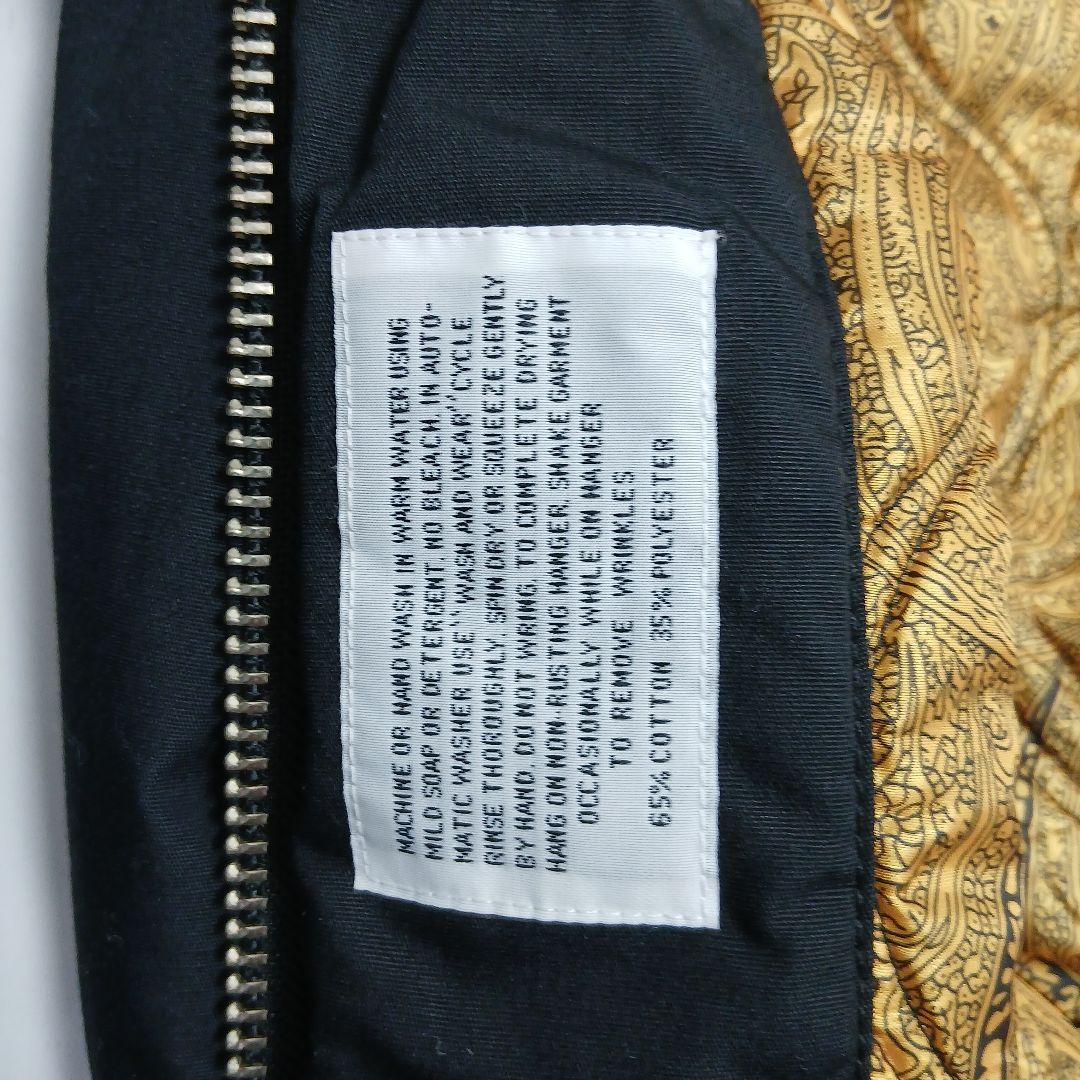 MACHINE OR HAND WASH IN WARM WATER USING
MILD SOAP OR DETERGENT. NO BLEACH. IN AUTO-
MATIC WASHER USE "WASH AND WEAR" CYCLE
RINSE THOROUGHLY. SPIN DRY OR SQUEEZE GENTLY
BY HAND. DO NOT WRING. TO COMPLETE DRYING
HANG ON NON-RUSTING HANGER. SHAKE GARMENT
OCCASIONALLY WHILE ON HANGER
TO REMOVE WRINKLES
65% COTTON 35% POLYESTER